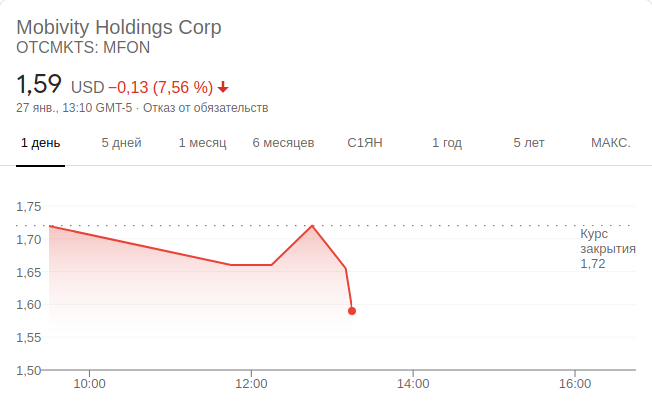 Mobivity Holdings Corp
OTCMKTS: MFON
1,59 USD −0,13 (7,56 %)
27 янв., 13:10 GMT-5 · Отказ от обязательств
1 день 5 дней 1 месяц 6 месяцев С1ЯН 1 год 5 лет МАКС.
1,75
1,70
1,65
1,60
1,55
1,50
Курс
закрытия
1,72
10:00 12:00 14:00 16:00